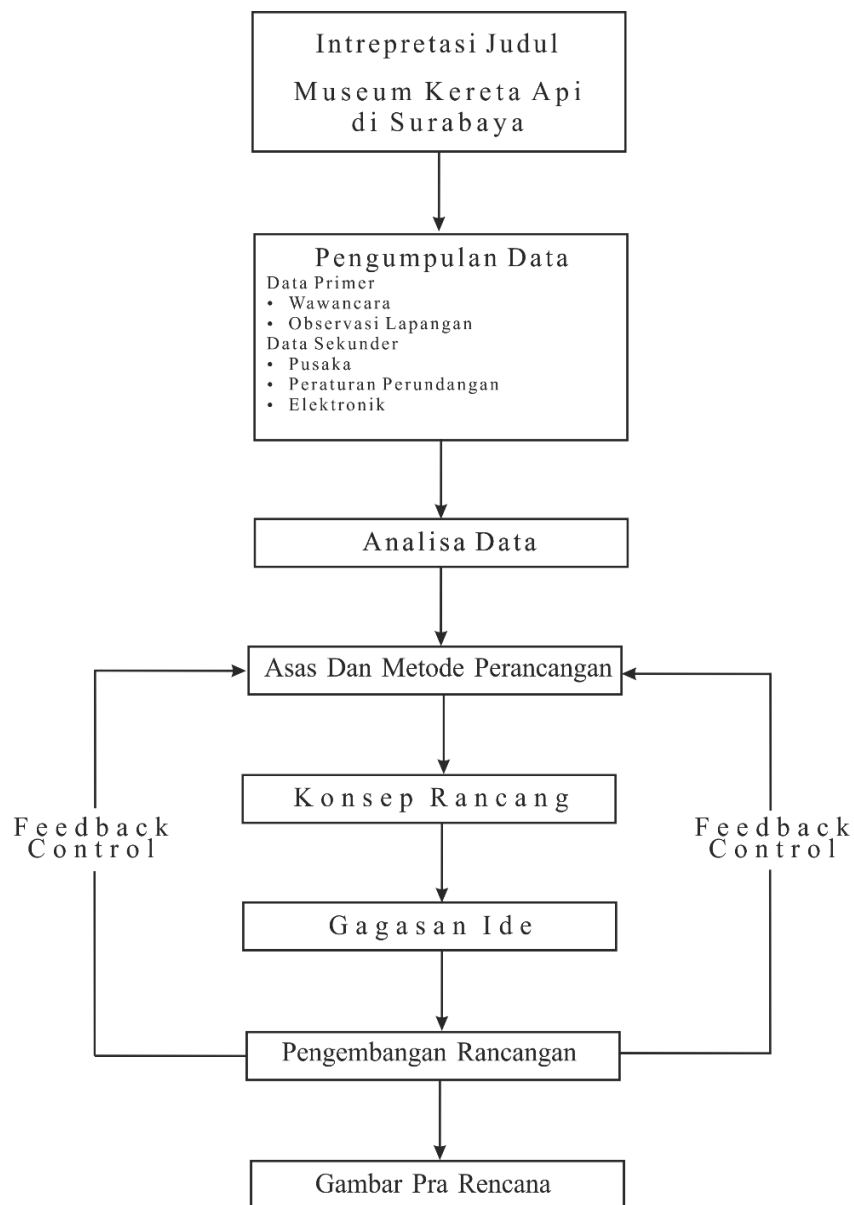 Intrepretasi Judul
Museum Kereta Api
di Surabaya
Pengumpulan Data
Data Primer
• Wawancara
• Observasi Lapangan
Data Sekunder
• Pusaka
• Peraturan Perundangan
• Elektronik
Analisa Data
Asas Dan Metode Perancangan
Konsep Rancang
Feedback
Control
Feedback
Control
Gagasan Ide
Pengembangan Rancangan
Gambar Pra Rencana